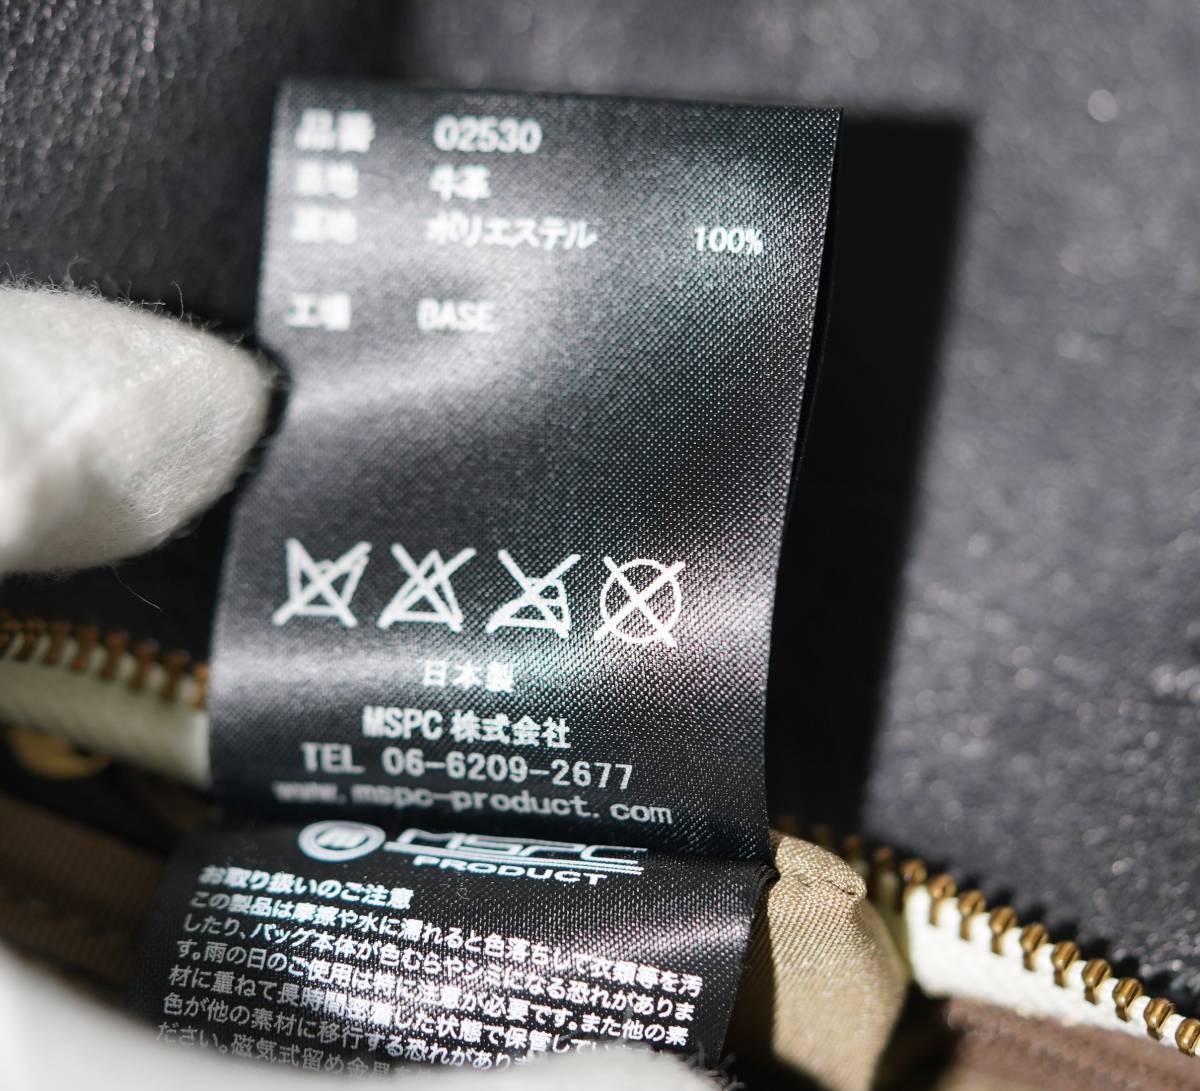 品番 02530
表地 牛革
裏地 ポリエステル 100%
工場 BASE
日本製
MSPC 株式会社
TEL 06-6209-2677
www.mspc-product.com
MSPC
PRODUCT
お取り扱いのご注意
この製品は摩擦や水に濡れると色落ちして衣類等を汚
したり、バッグ本体が色むらやシミになる恐れがありま
す。雨の日のご使用は特に注意が必要です。また他の素
材に重ねて長時間密着した状態で保管してい
色が他の素材に移行する恐れがあり
ださい。磁気式留め金具を